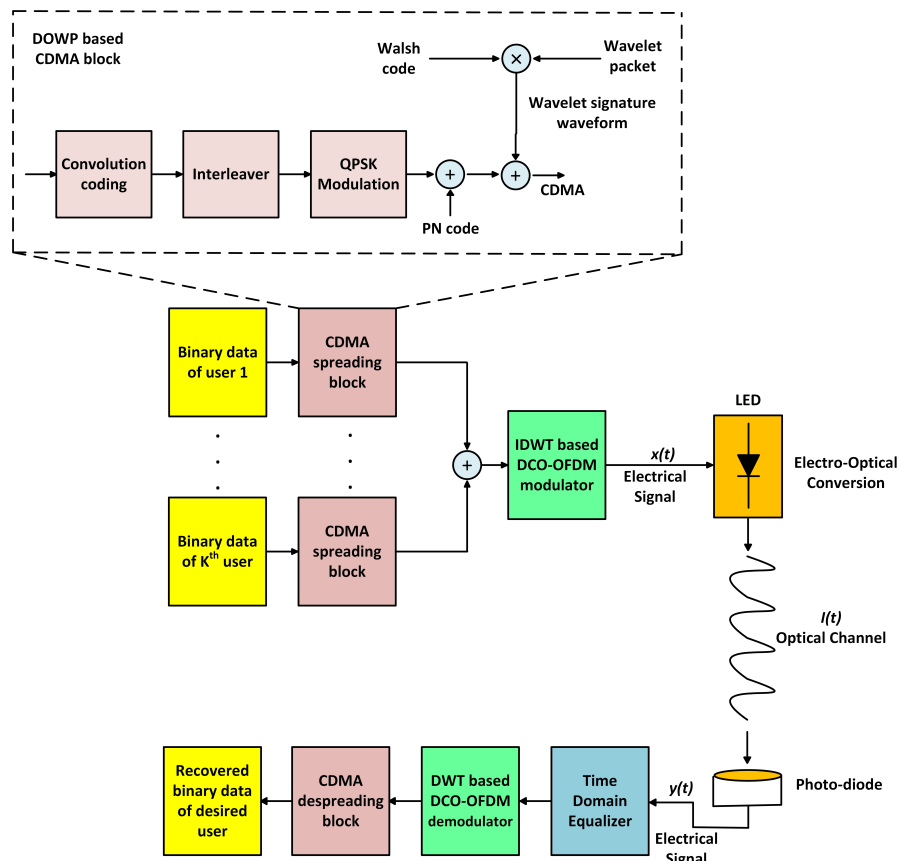 DOWP based
CDMA block
Walsh
code
×
Wavelet
packet
Wavelet signature
waveform
Convolution
coding
Interleaver
QPSK
Modulation
+
+
CDMA
PN code
Binary data
of user 1
CDMA
spreading
block
LED
IDWT based
DCO-OFDM
modulator
x(t)
Electrical
Signal
Electro-Optical
Conversion
+
Binary data
of Kth user
CDMA
spreading
block
I(t)
Optical Channel
Recovered
binary data
of desired
user
CDMA
despreading
block
DWT based
DCO-OFDM
demodulator
Time
Domain
Equalizer
y(t)
Electrical
Signal
Photo-diode